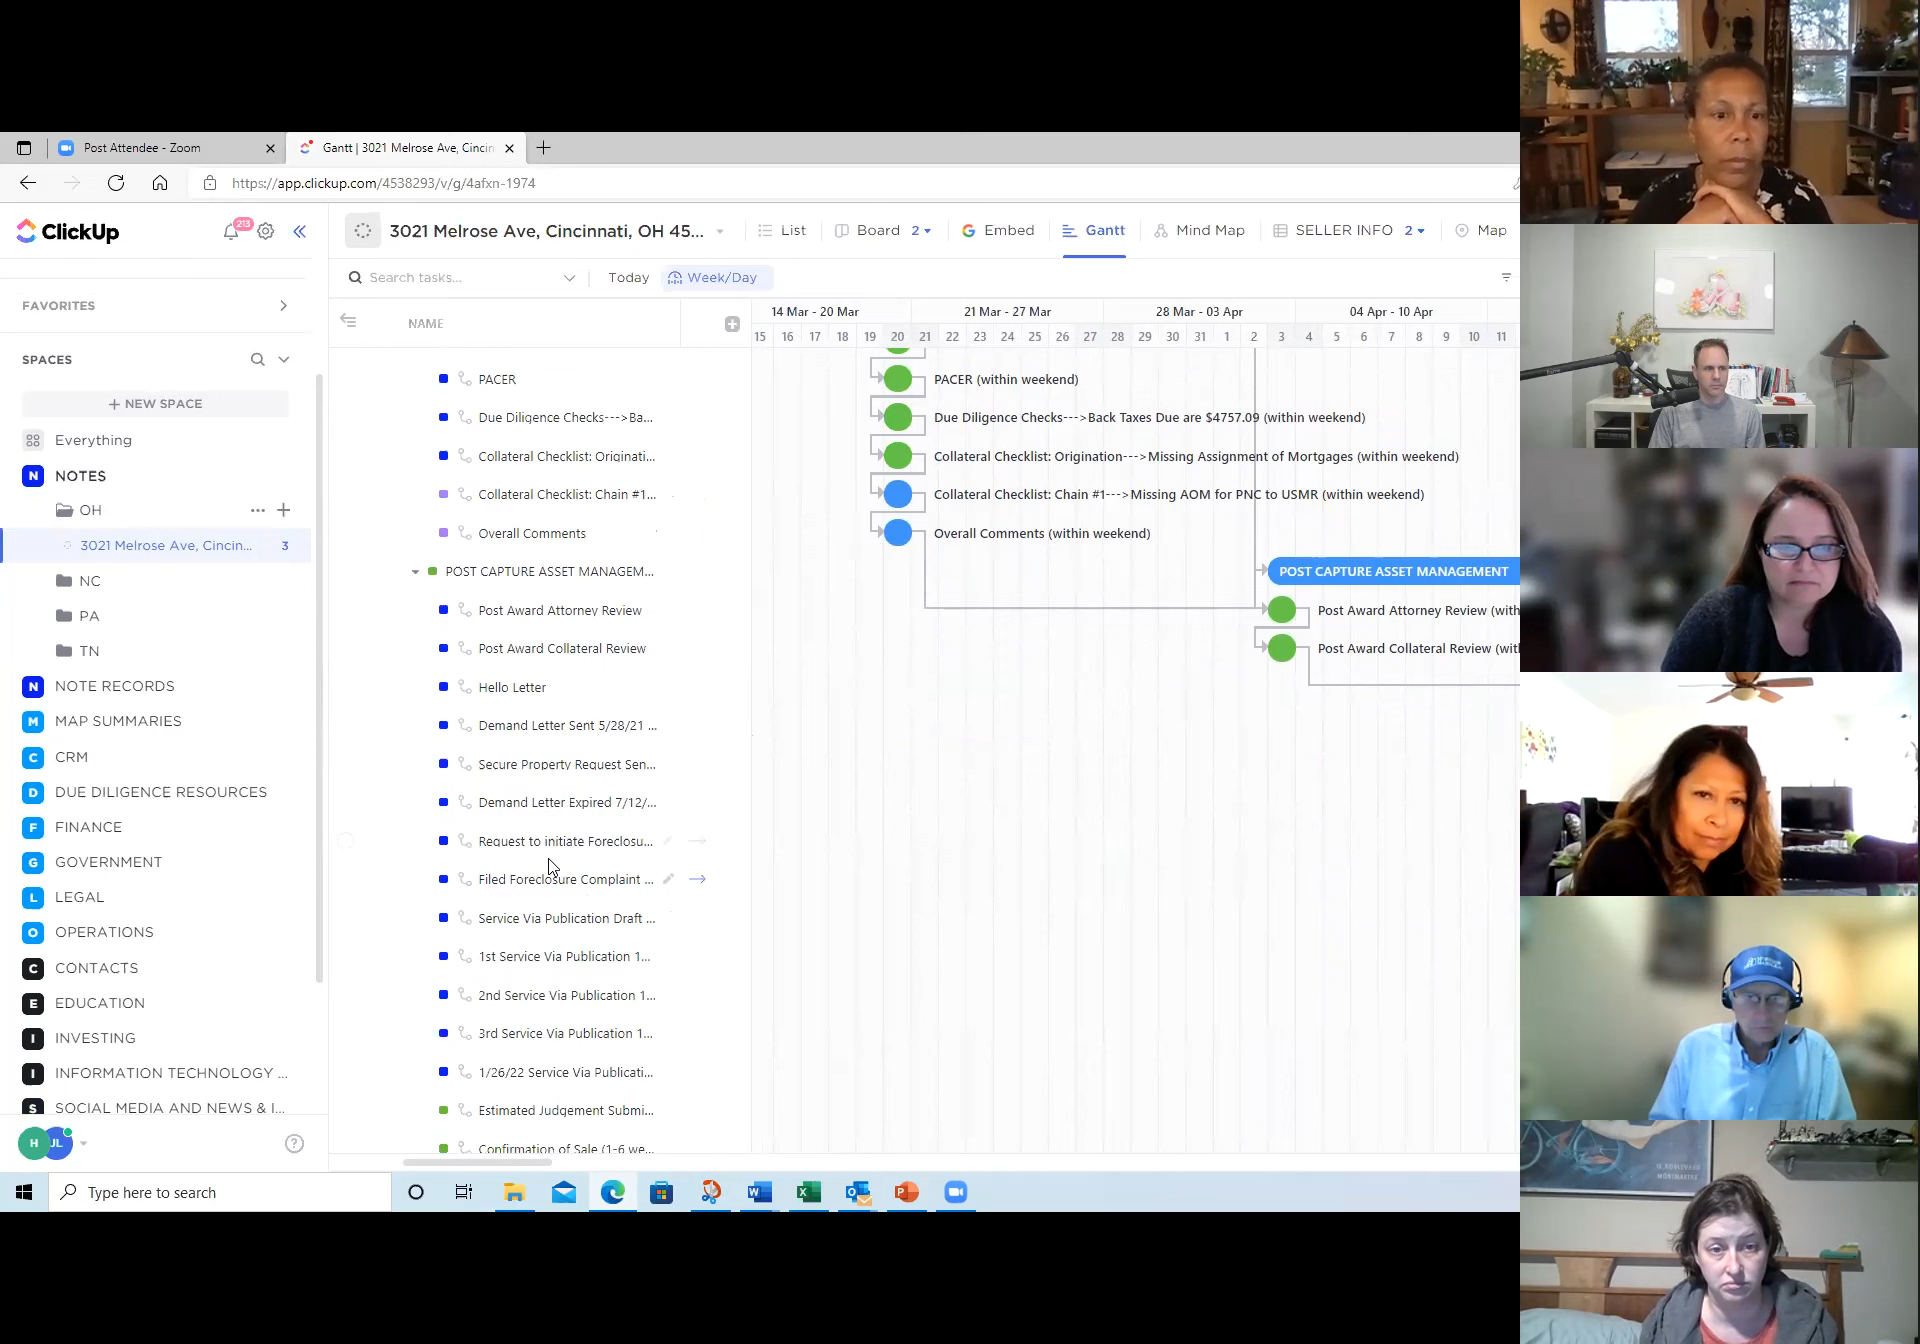 Post Attendee - Zoom
Gantt | 3021 Melrose Ave, Cincin
https://app.clickup.com/4538293/v/g/4afxn-1974
ClickUp
213
3021 Melrose Ave, Cincinnati, OH 45...
List
Board 2
Embed
Gantt
Mind Map
SELLER INFO 2
Map
Search tasks...
Today
Week/Day
FAVORITES
SPACES
+ NEW SPACE
Everything
N NOTES
OH
3021 Melrose Ave, Cincin... 3
NC
PA
TN
N NOTE RECORDS
M MAP SUMMARIES
C CRM
D DUE DILIGENCE RESOURCES
F FINANCE
G GOVERNMENT
L LEGAL
O OPERATIONS
C CONTACTS
E EDUCATION
I INVESTING
I INFORMATION TECHNOLOGY ...
S SOCIAL MEDIA AND NEWS & I...
H JL
NAME
14 Mar - 20 Mar 21 Mar - 27 Mar 28 Mar - 03 Apr 04 Apr - 10 Apr
15 16 17 18 19 20 21 22 23 24 25 26 27 28 29 30 31 1 2 3 4 5 6 7 8 9 10 11
PACER
PACER (within weekend)
Due Diligence Checks--->Ba...
Due Diligence Checks--->Back Taxes Due are $4757.09 (within weekend)
Collateral Checklist: Originati...
Collateral Checklist: Origination--->Missing Assignment of Mortgages (within weekend)
Collateral Checklist: Chain #1...
Collateral Checklist: Chain #1--->Missing AOM for PNC to USMR (within weekend)
Overall Comments
Overall Comments (within weekend)
POST CAPTURE ASSET MANAGEM...
POST CAPTURE ASSET MANAGEMENT
Post Award Attorney Review
Post Award Attorney Review (with
Post Award Collateral Review
Post Award Collateral Review (wit
Hello Letter
Demand Letter Sent 5/28/21 ...
Secure Property Request Sen...
Demand Letter Expired 7/12/...
Request to initiate Foreclosu...
Filed Foreclosure Complaint ...
Service Via Publication Draft ...
1st Service Via Publication 1...
2nd Service Via Publication 1...
3rd Service Via Publication 1...
1/26/22 Service Via Publicati...
Estimated Judgement Submi...
Confirmation of Sale (1-6 we...
Type here to search